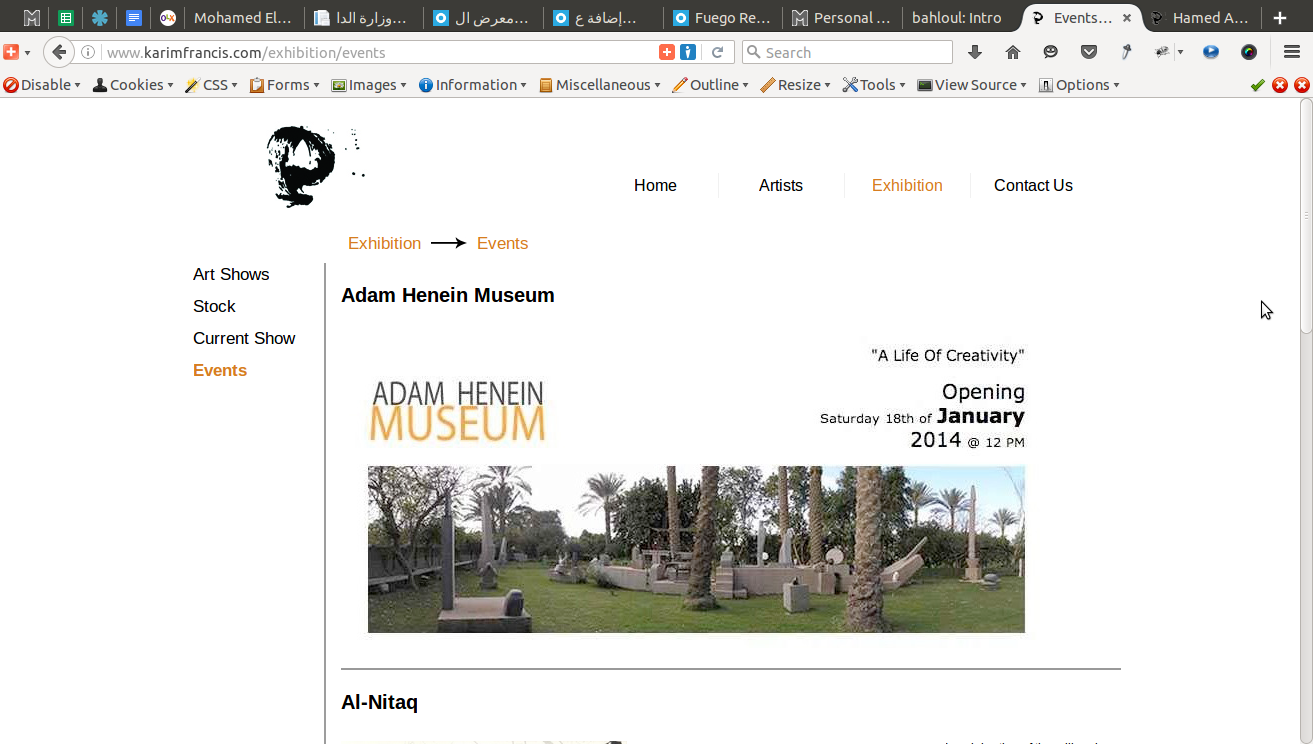 Mohamed El...
وزارة الدا...
معرض ال...
إضافة ع...
Fuego Re...
Personal ...
bahloul: Intro
Events...
Hamed A...
www.karimfrancis.com/exhibition/events
Search
Disable
Cookies
CSS
Forms
Images
Information
Miscellaneous
Outline
Resize
Tools
View Source
Options
Home
Artists
Exhibition
Contact Us
Exhibition
Events
Art Shows
Stock
Current Show
Events
Adam Henein Museum
"A Life Of Creativity"
ADAM HENEIN
MUSEUM
Opening
Saturday 18th of January
2014 @ 12 PM
Al-Nitaq